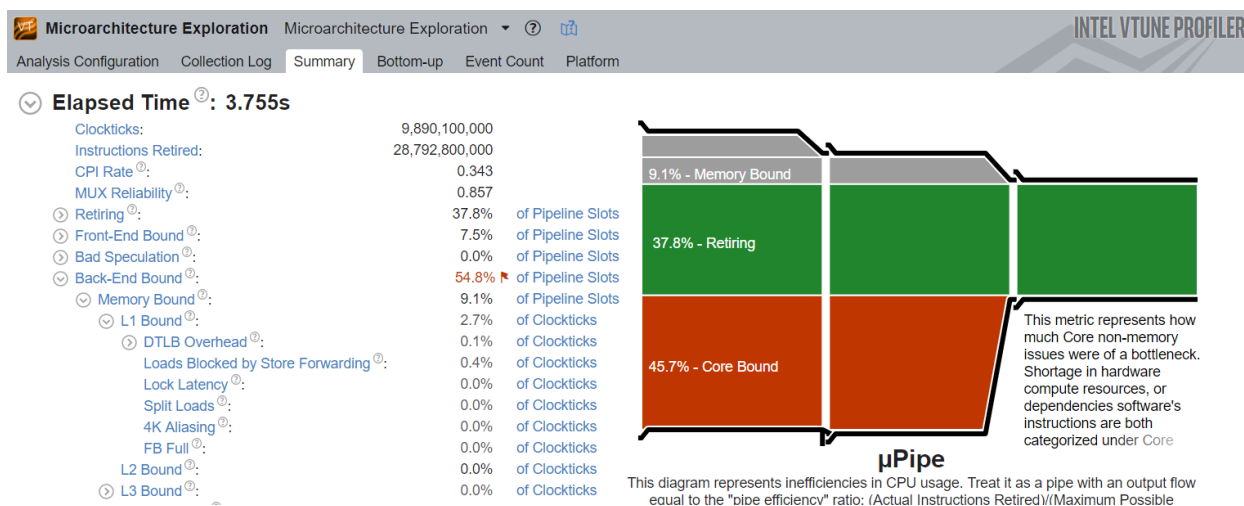 Microarchitecture Exploration Microarchitecture Exploration ? INTEL VTUNE PROFILER
Analysis Configuration Collection Log Summary Bottom-up Event Count Platform
Elapsed Time ?: 3.755s
Clockticks: 9,890,100,000
Instructions Retired: 28,792,800,000
CPI Rate ?: 0.343
MUX Reliability ?: 0.857
Retiring ?: 37.8% of Pipeline Slots
Front-End Bound ?: 7.5% of Pipeline Slots
Bad Speculation ?: 0.0% of Pipeline Slots
Back-End Bound ?: 54.8% of Pipeline Slots
Memory Bound ?: 9.1% of Pipeline Slots
L1 Bound ?: 2.7% of Clockticks
DTLB Overhead ?: 0.1% of Clockticks
Loads Blocked by Store Forwarding ?: 0.4% of Clockticks
Lock Latency ?: 0.0% of Clockticks
Split Loads ?: 0.0% of Clockticks
4K Aliasing ?: 0.0% of Clockticks
FB Full ?: 0.0% of Clockticks
L2 Bound ?: 0.0% of Clockticks
L3 Bound ?: 0.0% of Clockticks
9.1% - Memory Bound
37.8% - Retiring
45.7% - Core Bound
This metric represents how
much Core non-memory
issues were of a bottleneck.
Shortage in hardware
compute resources, or
dependencies software's
instructions are both
categorized under Core
µPipe
This diagram represents inefficiencies in CPU usage. Treat it as a pipe with an output flow
equal to the "pipe efficiency" ratio: (Actual Instructions Retired)/(Maximum Possible